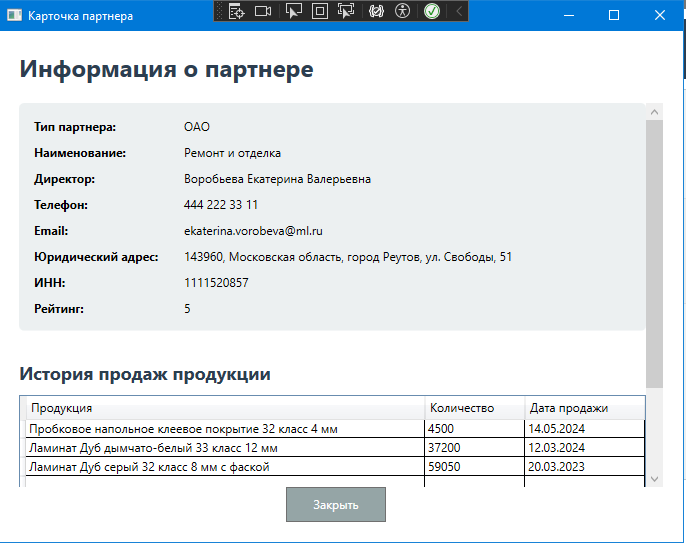 Карточка партнера
Информация о партнере
Тип партнера: ОАО
Наименование: Ремонт и отделка
Директор: Воробьева Екатерина Валерьевна
Телефон: 444 222 33 11
Email: ekaterina.vorobeva@ml.ru
Юридический адрес: 143960, Московская область, город Реутов, ул. Свободы, 51
ИНН: 1111520857
Рейтинг: 5
История продаж продукции
Продукция Количество Дата продажи
Пробковое напольное клеевое покрытие 32 класс 4 мм 4500 14.05.2024
Ламинат Дуб дымчато-белый 33 класс 12 мм 37200 12.03.2024
Ламинат Дуб серый 32 класс 8 мм с фаской 59050 20.03.2023
Закрыть